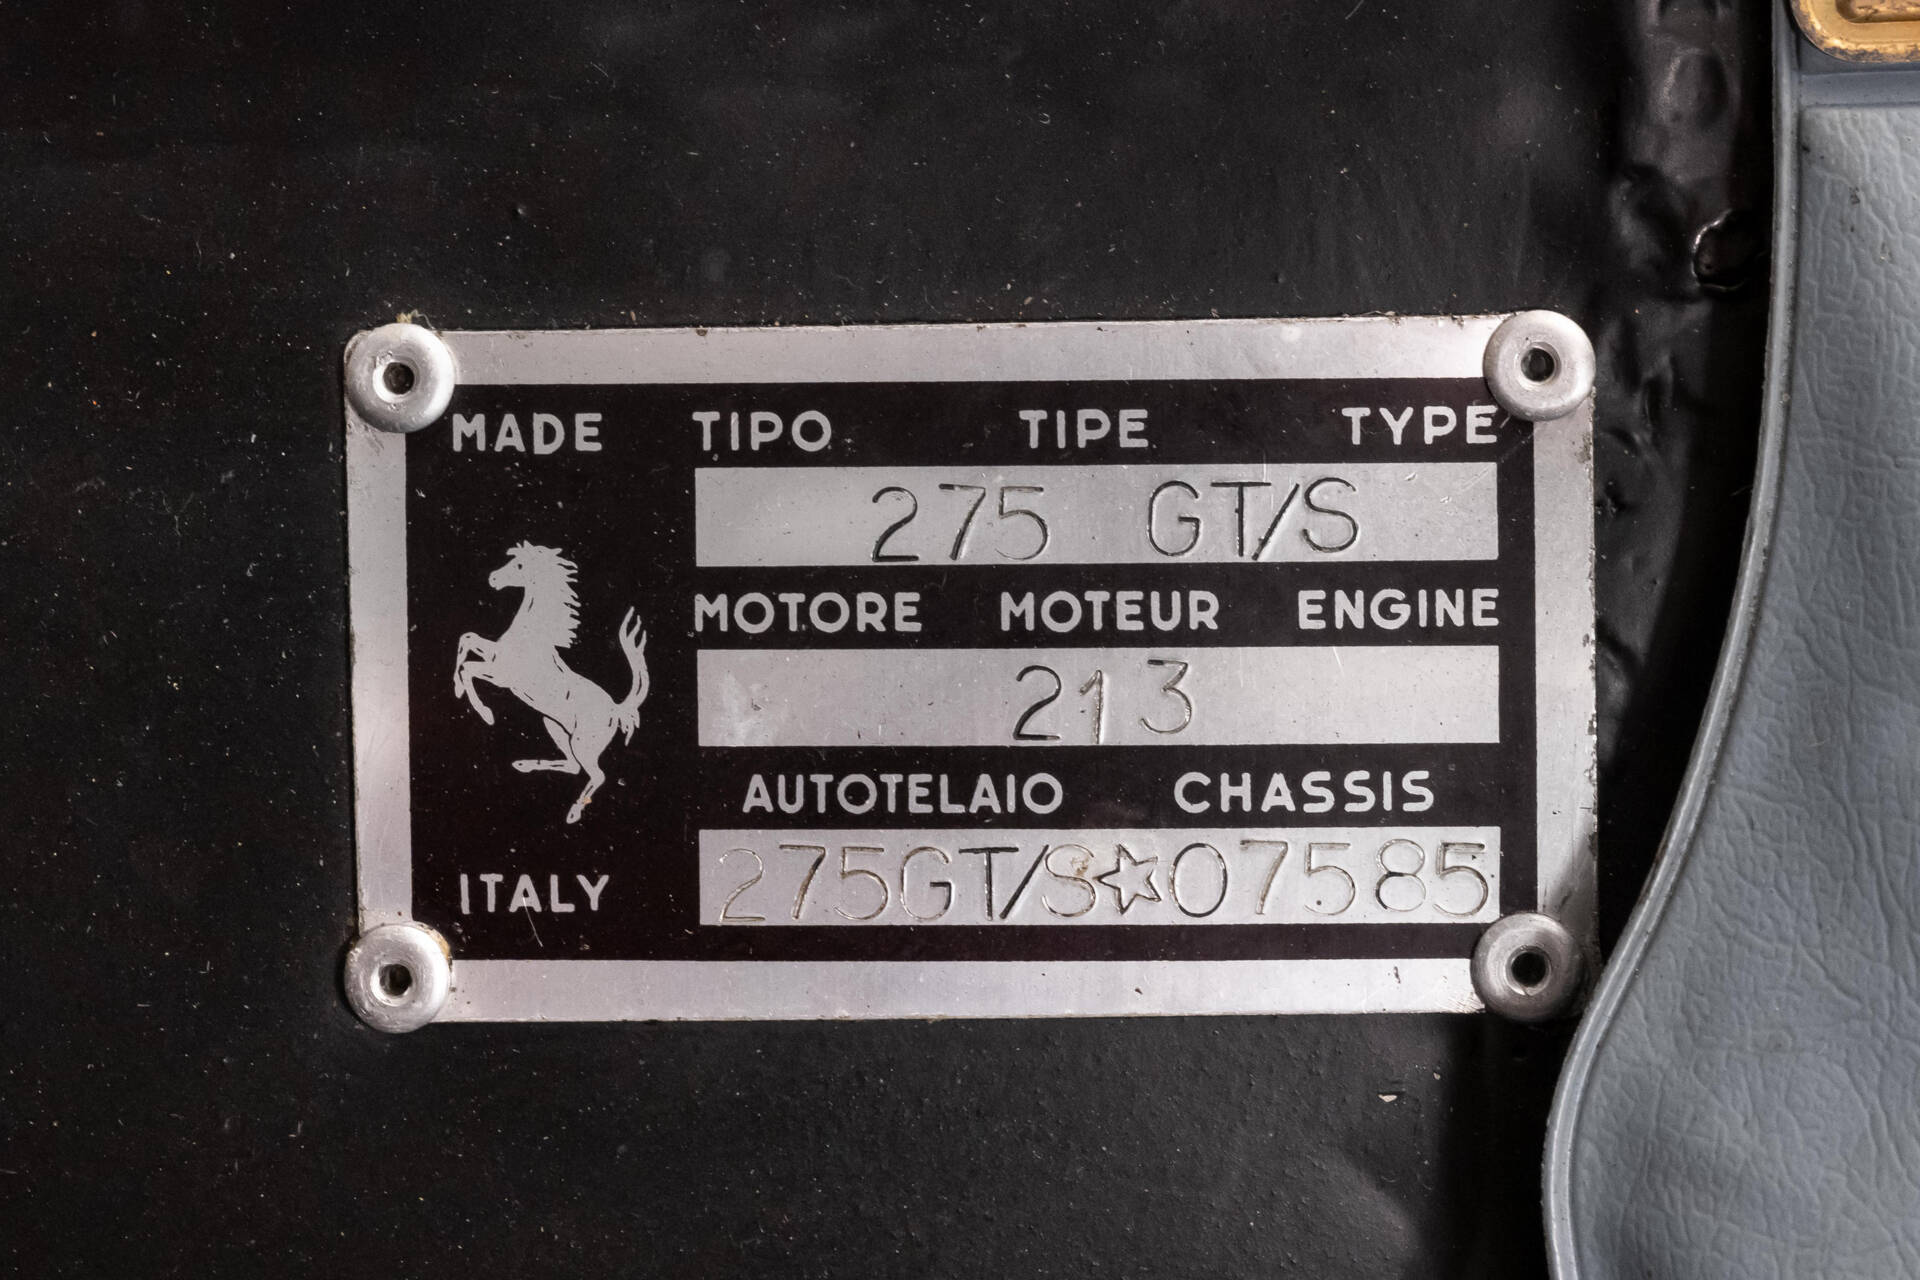 MADE TIPO TIPE TYPE
275 GT/S
MOTORE MOTEUR ENGINE
213
AUTOTELAIO CHASSIS
ITALY 275GT/S☆07585